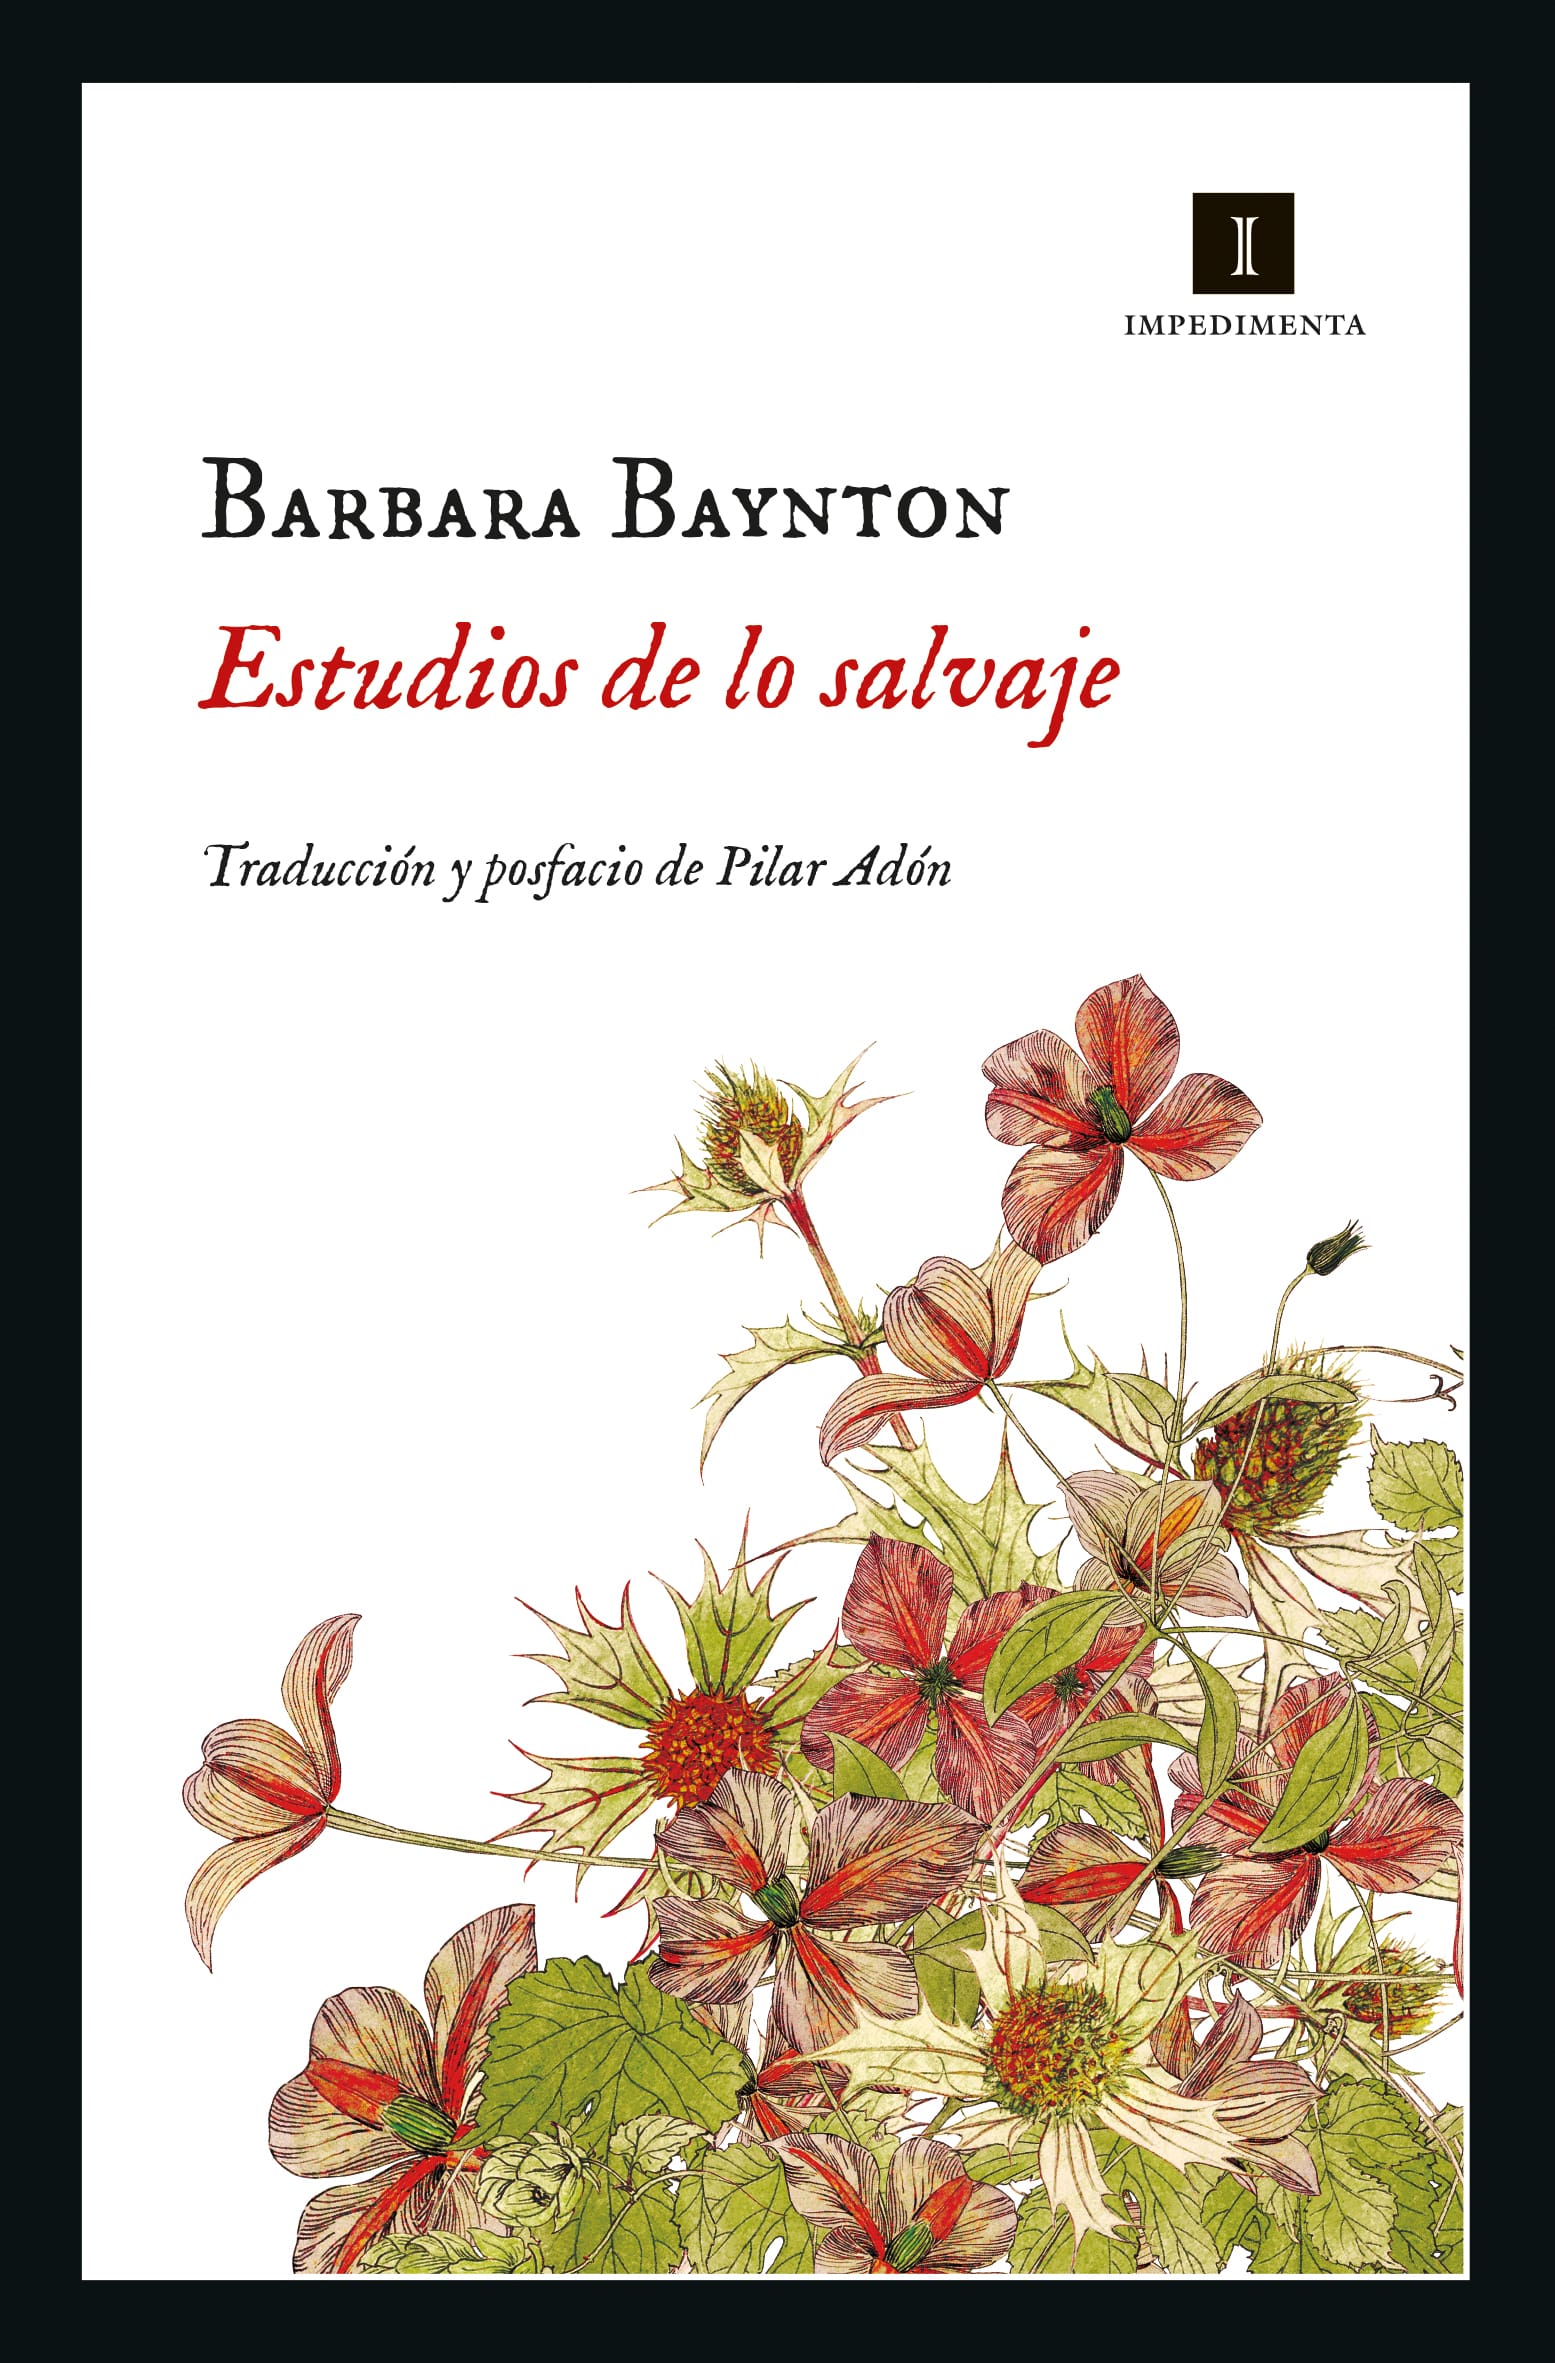 I
IMPEDIMENTA
Barbara Baynton
Estudios de lo salvaje
Traducción y posfacio de Pilar Adón